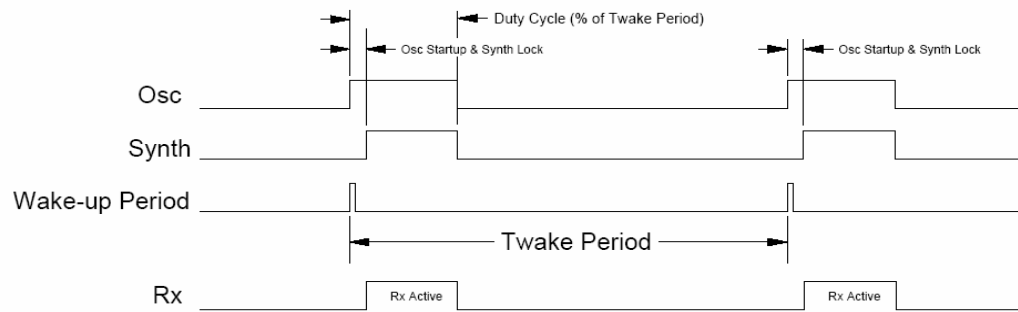 Duty Cycle (% of Twake Period)
Osc Startup & Synth Lock
Osc Startup & Synth Lock
Osc
Synth
Wake-up Period
Twake Period
Rx
Rx Active
Rx Active